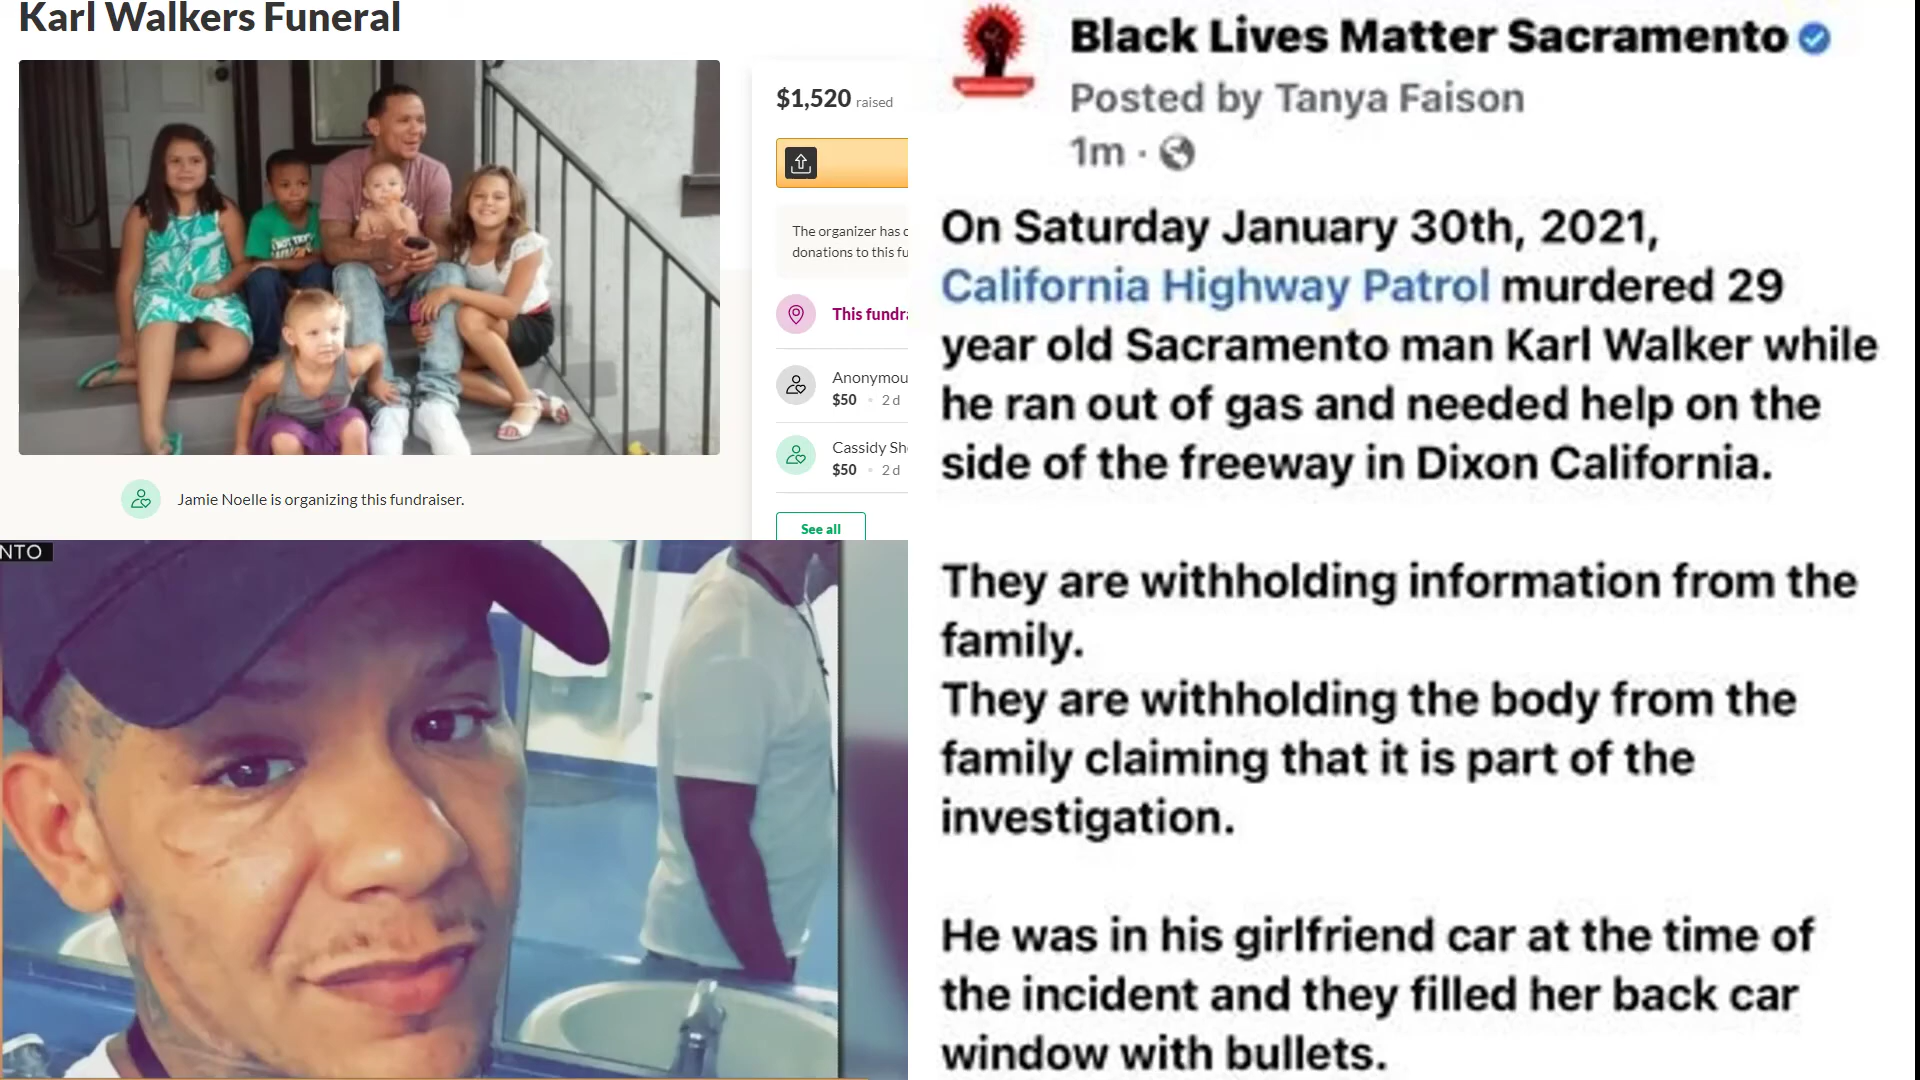 Karl Walkers Funeral
$1,520 raised
The organizer has
donations to this
This
Anonymou
$50 • 2 d
Cassidy Sh
$50 • 2 d
See all
Jamie Noelle is organizing this fundraiser.
NTO
Black Lives Matter Sacramento
Posted by Tanya Faison
1m ·
On Saturday January 30th, 2021,
California Highway Patrol murdered 29
year old Sacramento man Karl Walker while
he ran out of gas and needed help on the
side of the freeway in Dixon California.
They are withholding information from the
family.
They are withholding the body from the
family claiming that it is part of the
investigation.
He was in his girlfriend car at the time of
the incident and they filled her back car
window with bullets.